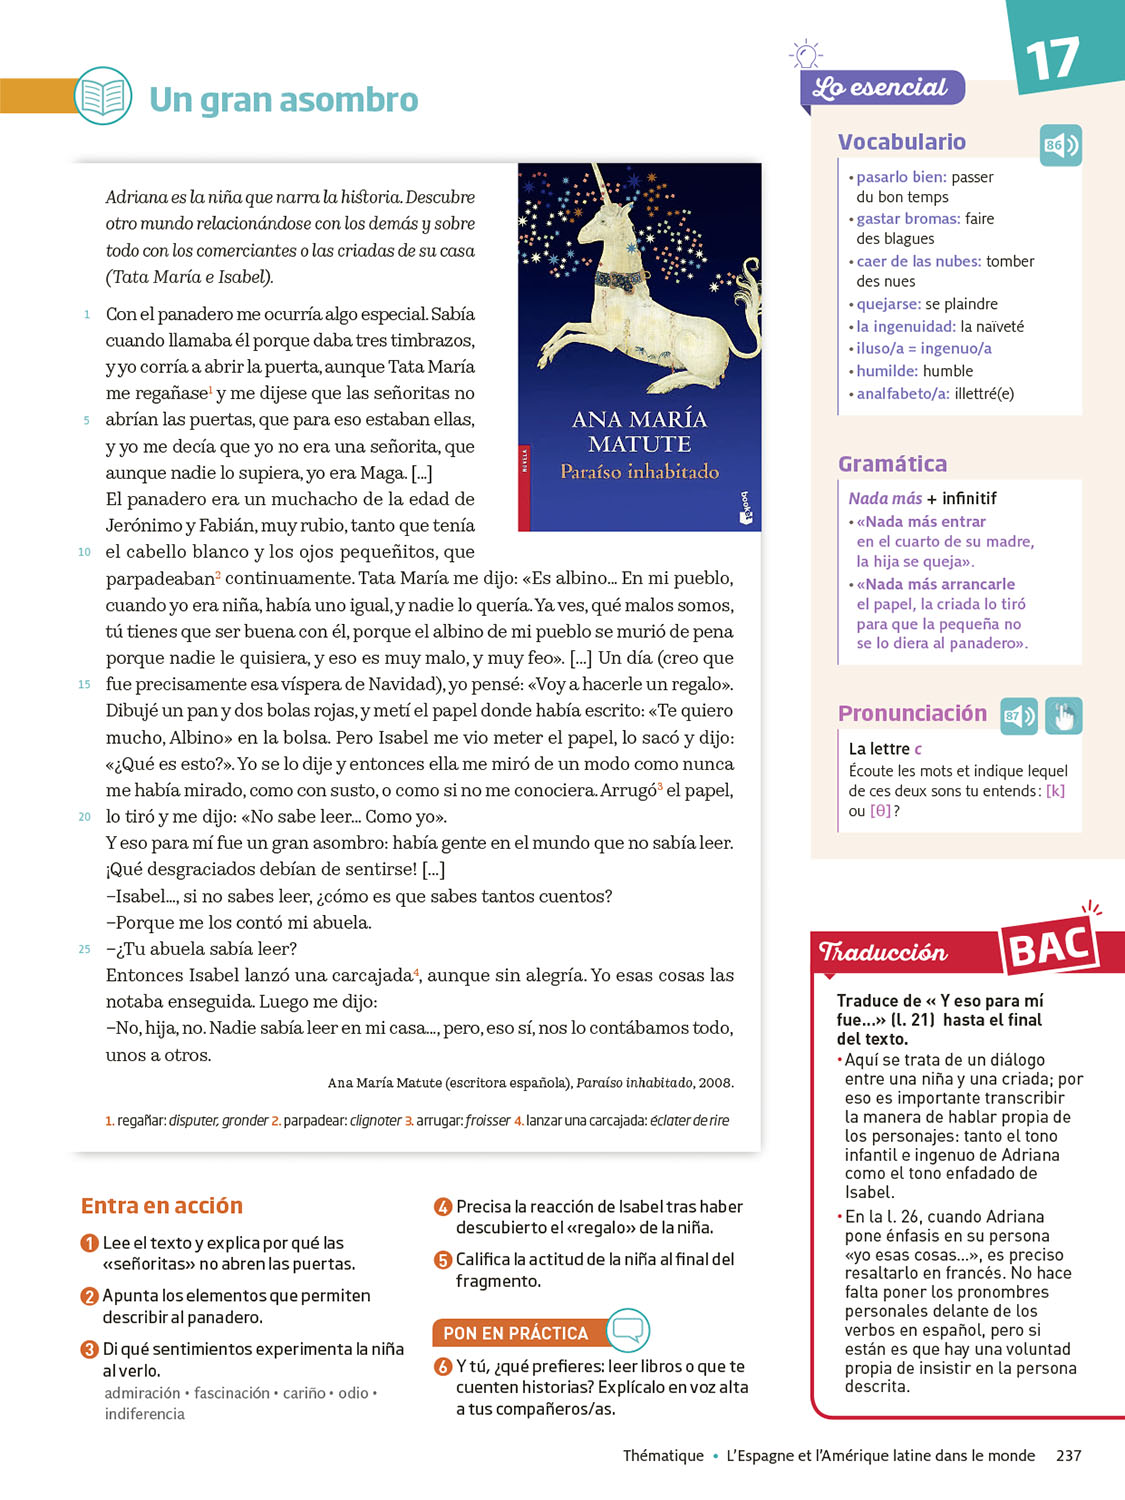 17
Un gran asombro
Adriana es la niña que narra la historia. Descubre
otro mundo relacionándose con los demás y sobre
todo con los comerciantes o las criadas de su casa
(Tata María e Isabel).
1 Con el panadero me ocurría algo especial. Sabía
cuando llamaba él porque daba tres timbrazos,
y yo corría a abrir la puerta, aunque Tata María
me regañase1 y me dijese que las señoritas no
5 abrían las puertas, que para eso estaban ellas,
y yo me decía que yo no era una señorita, que
aunque nadie lo supiera, yo era Maga. [...]
El panadero era un muchacho de la edad de
Jerónimo y Fabián, muy rubio, tanto que tenía
10 el cabello blanco y los ojos pequeñitos, que
parpadeaban2 continuamente. Tata María me dijo: «Es albino... En mi pueblo,
cuando yo era niña, había uno igual, y nadie lo quería. Ya ves, qué malos somos,
tú tienes que ser buena con él, porque el albino de mi pueblo se murió de pena
porque nadie le quisiera, y eso es muy malo, y muy feo». [...] Un día (creo que
15 fue precisamente esa víspera de Navidad), yo pensé: «Voy a hacerle un regalo».
Dibujé un pan y dos bolas rojas, y metí el papel donde había escrito: «Te quiero
mucho, Albino» en la bolsa. Pero Isabel me vio meter el papel, lo sacó y dijo:
«¿Qué es esto?». Yo se lo dije y entonces ella me miró de un modo como nunca
me había mirado, como con susto, o como si no me conociera. Arrugó3 el papel,
20 lo tiró y me dijo: «No sabe leer... Como yo».
Y eso para mí fue un gran asombro: había gente en el mundo que no sabía leer.
¡Qué desgraciados debían de sentirse! [...]
–Isabel..., si no sabes leer, ¿cómo es que sabes tantos cuentos?
–Porque me los contó mi abuela.
25 –¿Tu abuela sabía leer?
Entonces Isabel lanzó una carcajada4, aunque sin alegría. Yo esas cosas las
notaba enseguida. Luego me dijo:
–No, hija, no. Nadie sabía leer en mi casa..., pero, eso sí, nos lo contábamos todo,
unos a otros.
Ana María Matute (escritora española), Paraíso inhabitado, 2008.
1. regañar: disputer, gronder 2. parpadear: clignoter 3. arrugar: froisser 4. lanzar una carcajada: éclater de rire
ANA MARÍA
MATUTE
Paraíso inhabitado
NOVELA
booket
Entra en acción
1 Lee el texto y explica por qué las
«señoritas» no abren las puertas.
2 Apunta los elementos que permiten
describir al panadero.
3 Di qué sentimientos experimenta la niña
al verlo.
admiración • fascinación • cariño • odio •
indiferencia
4 Precisa la reacción de Isabel tras haber
descubierto el «regalo» de la niña.
5 Califica la actitud de la niña al final del
fragmento.
PON EN PRÁCTICA
6 Y tú, ¿qué prefieres: leer libros o que te
cuenten historias? Explícalo en voz alta
a tus compañeros/as.
Lo esencial
Vocabulario
86
• pasarlo bien: passer
du bon temps
• gastar bromas: faire
des blagues
• caer de las nubes: tomber
des nues
• quejarse: se plaindre
• la ingenuidad: la naïveté
• iluso/a = ingenuo/a
• humilde: humble
• analfabeto/a: illettré(e)
Gramática
Nada más + infinitif
• «Nada más entrar
en el cuarto de su madre,
la hija se queja».
• «Nada más arrancarle
el papel, la criada lo tiró
para que la pequeña no
se lo diera al panadero».
Pronunciación
87
La lettre c
Écoute les mots et indique lequel
de ces deux sons tu entends : [k]
ou [θ] ?
Traducción
BAC
Traduce de « Y eso para mí
fue...» (l. 21) hasta el final
del texto.
• Aquí se trata de un diálogo
entre una niña y una criada; por
eso es importante transcribir
la manera de hablar propia de
los personajes: tanto el tono
infantil e ingenuo de Adriana
como el tono enfadado de
Isabel.
• En la l. 26, cuando Adriana
pone énfasis en su persona
«yo esas cosas...», es preciso
resaltarlo en francés. No hace
falta poner los pronombres
personales delante de los
verbos en español, pero si
están es que hay una voluntad
propia de insistir en la persona
descrita.
Thématique • L'Espagne et l'Amérique latine dans le monde 237